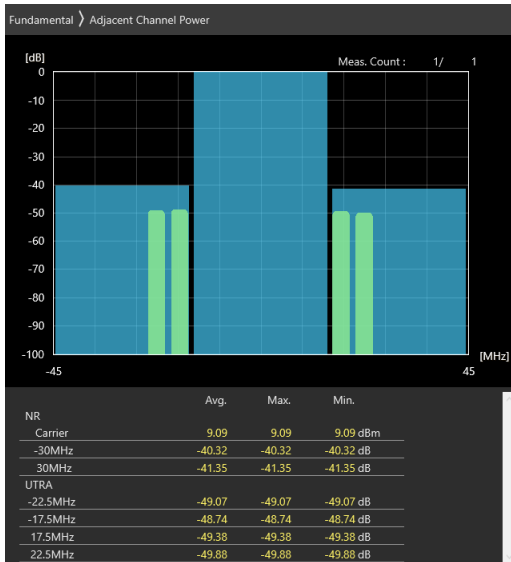 Fundamental 〉 Adjacent Channel Power
[dB]
Meas. Count : 1/ 1
0
-10
-20
-30
-40
-50
-60
-70
-80
-90
-100
[MHz]
-45 45
Avg. Max. Min.
NR
Carrier 9.09 9.09 9.09 dBm
-30MHz -40.32 -40.32 -40.32 dB
30MHz -41.35 -41.35 -41.35 dB
UTRA
-22.5MHz -49.07 -49.07 -49.07 dB
-17.5MHz -48.74 -48.74 -48.74 dB
17.5MHz -49.38 -49.38 -49.38 dB
22.5MHz -49.88 -49.88 -49.88 dB